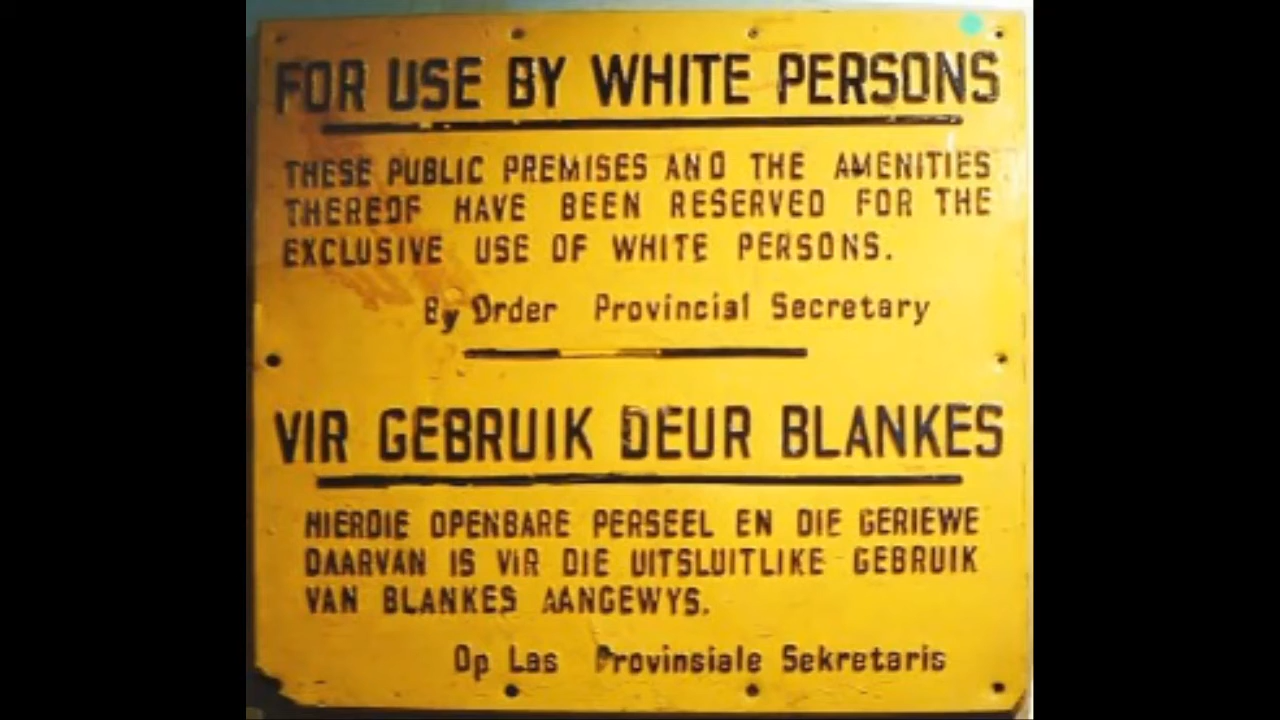 FOR USE BY WHITE PERSONS
THESE PUBLIC PREMISES AND THE AMENITIES
THEREOF HAVE BEEN RESERVED FOR THE
EXCLUSIVE USE OF WHITE PERSONS.
By Order Provincial Secretary
VIR GEBRUIK DEUR BLANKES
HIERDIE OPENBARE PERSEEL EN DIE GERIEWE
DAARVAN IS VIR DIE UITSLUITLIKE GEBRUIK
VAN BLANKES AANGEWYS.
Op Las Provinsiale Sekretaris